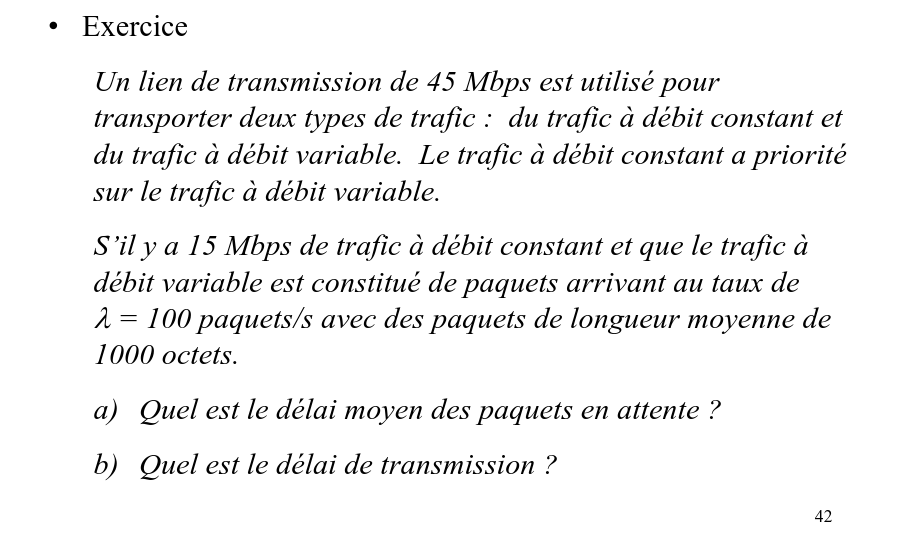 • Exercice
Un lien de transmission de 45 Mbps est utilisé pour
transporter deux types de trafic :  du trafic à débit constant et
du trafic à débit variable.  Le trafic à débit constant a priorité
sur le trafic à débit variable.
S’il y a 15 Mbps de trafic à débit constant et que le trafic à
débit variable est constitué de paquets arrivant au taux de
λ = 100 paquets/s avec des paquets de longueur moyenne de
1000 octets.
a) Quel est le délai moyen des paquets en attente ?
b) Quel est le délai de transmission ?
42